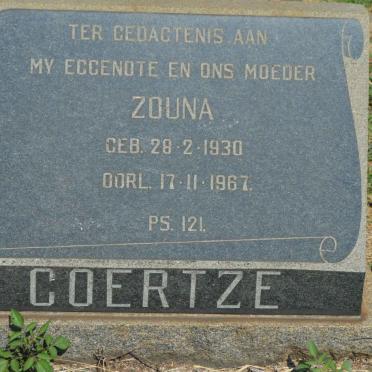 TER GEDAGTENIS AAN
MY EGGENOTE EN ONS MOEDER
ZOUNA
GEB. 28·2·1930
OORL. 17·11·1967.
PS. 121.
COERTZE